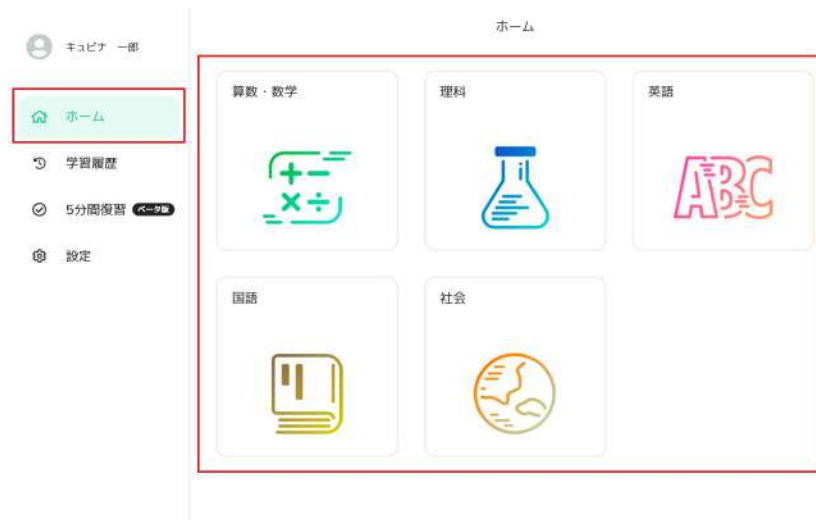 キュビナ 一郎
ホーム
学習履歴
5分間復習 ベータ版
設定
ホーム
算数・数学
理科
英語
ABC
国語
社会